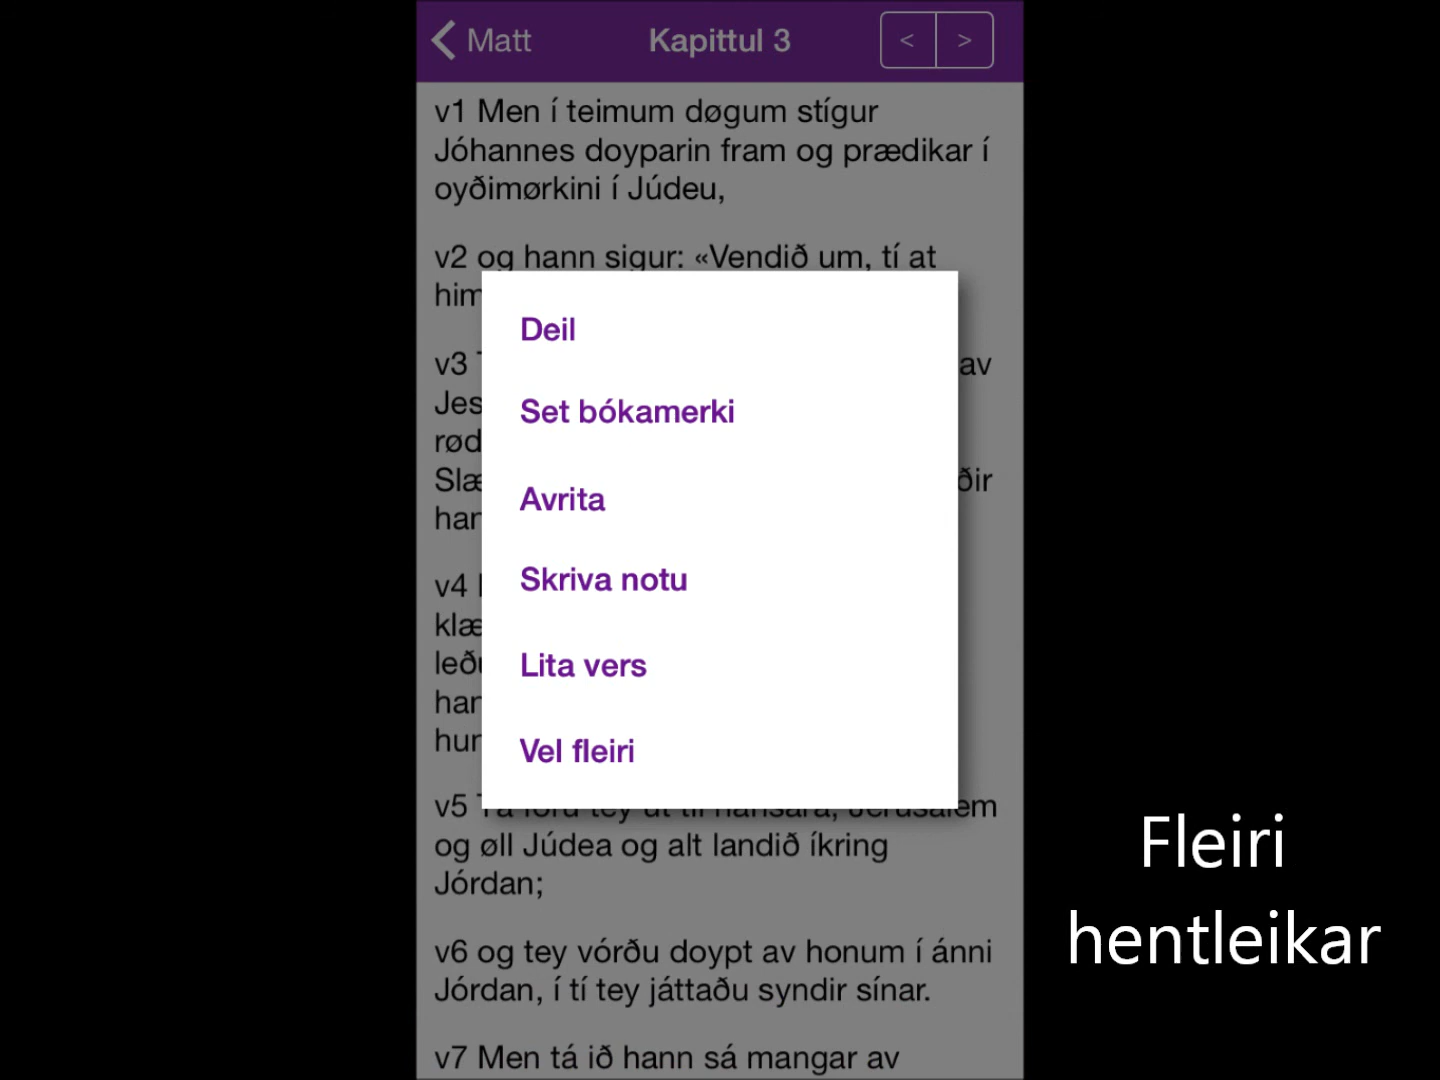 Matt
Kapittul 3
< >
v1 Men í teimum døgum stígur
Jóhannes doyparin fram og prædikar í
oyðimørkini í Júdeu,
v2 og hann sigur: «Vendið um, tí at
v3
av
v4
v5
og øll Júdea og alt landið íkring
Jórdan;
v6 og tey vórðu doypt av honum í ánni
Jórdan, í tí tey játtaðu syndir sínar.
v7 Men tá ið hann sá mangar av
Deil
Set bókamerki
Avrita
Skriva notu
Lita vers
Vel fleiri
Fleiri
hentleikar